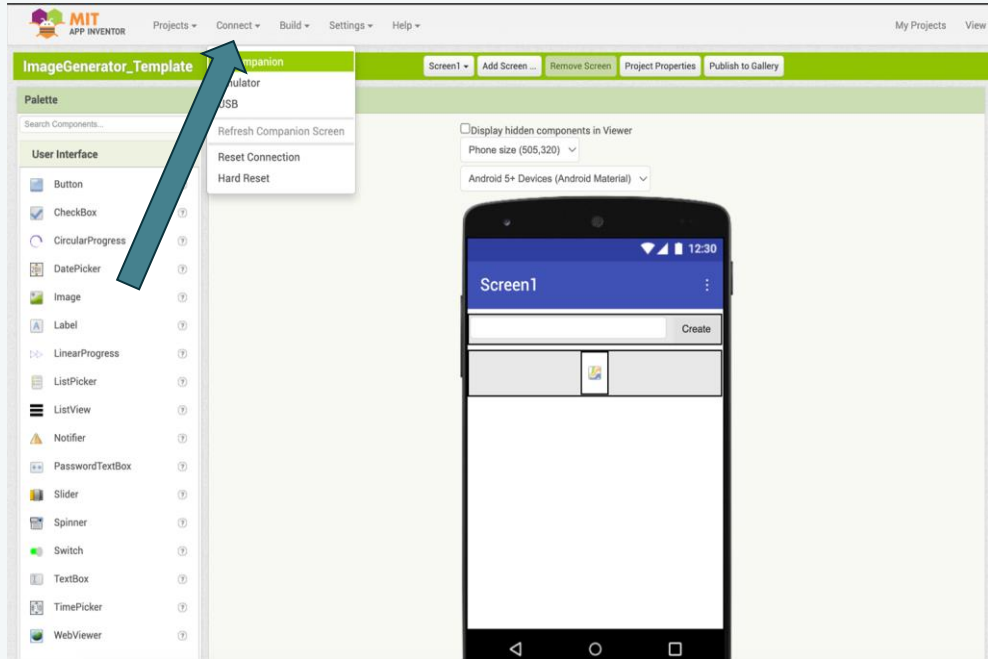 MIT
APP INVENTOR
Projects Connect Build Settings Help
My Projects View
ImageGenerator_Template
Screen1 Add Screen ... Remove Screen Project Properties Publish to Gallery
Palette
Search Components...
User Interface
Button
CheckBox
CircularProgress
DatePicker
Image
Label
LinearProgress
ListPicker
ListView
Notifier
PasswordTextBox
Slider
Spinner
Switch
TextBox
TimePicker
WebViewer
Refresh Companion Screen
Reset Connection
Hard Reset
Display hidden components in Viewer
Phone size (505,320)
Android 5+ Devices (Android Material)
12:30
Screen1
Create